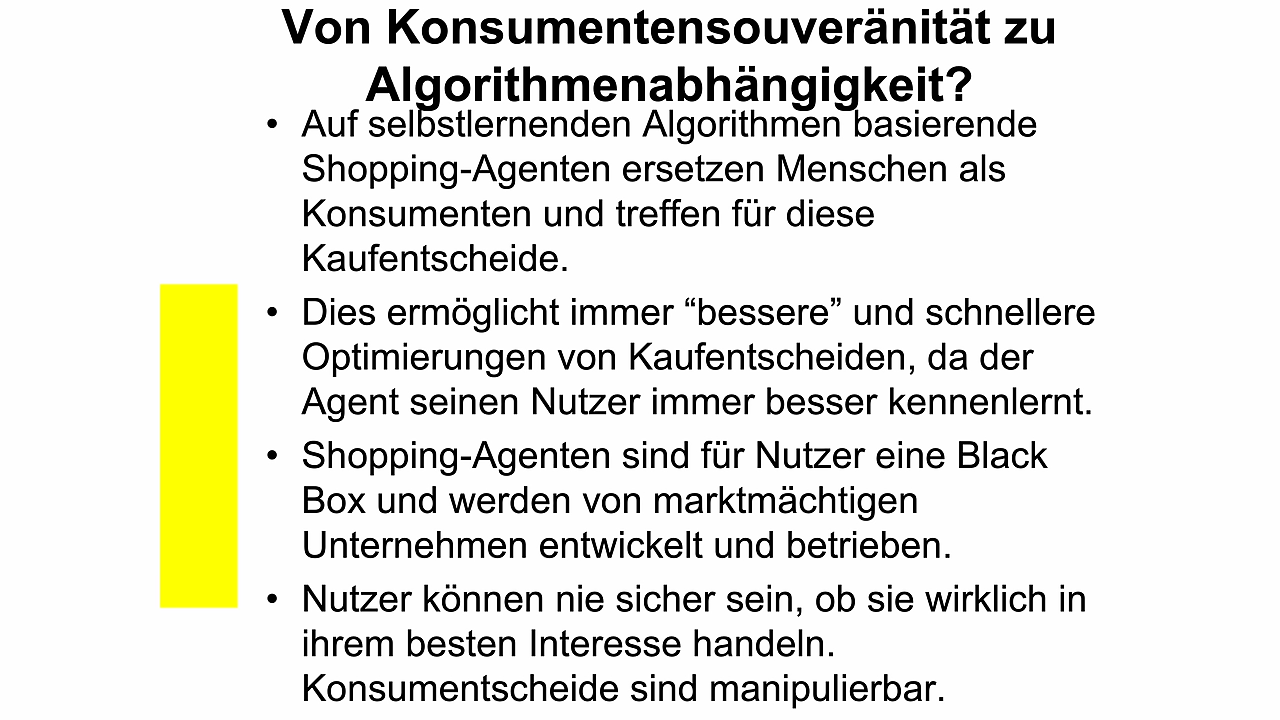 Von Konsumentensouveränität zu
Algorithmenabhängigkeit?
• Auf selbstlernenden Algorithmen basierende
Shopping-Agenten ersetzen Menschen als
Konsumenten und treffen für diese
Kaufentscheide.
• Dies ermöglicht immer “bessere” und schnellere
Optimierungen von Kaufentscheiden, da der
Agent seinen Nutzer immer besser kennenlernt.
• Shopping-Agenten sind für Nutzer eine Black
Box und werden von marktmächtigen
Unternehmen entwickelt und betrieben.
• Nutzer können nie sicher sein, ob sie wirklich in
ihrem besten Interesse handeln.
Konsumentscheide sind manipulierbar.